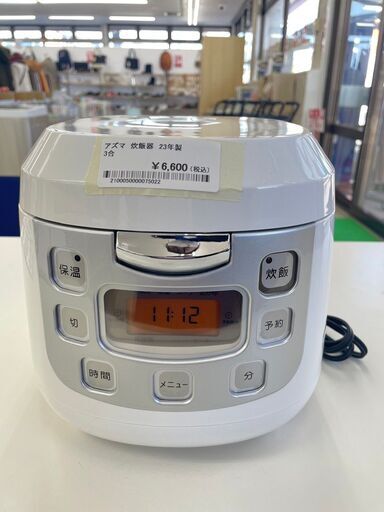 アズマ 炊飯器 23年製
3合
￥6,600(税込)
2100050000075022
保温
炊飯
切
11:12
予約
時間
メニュー
分